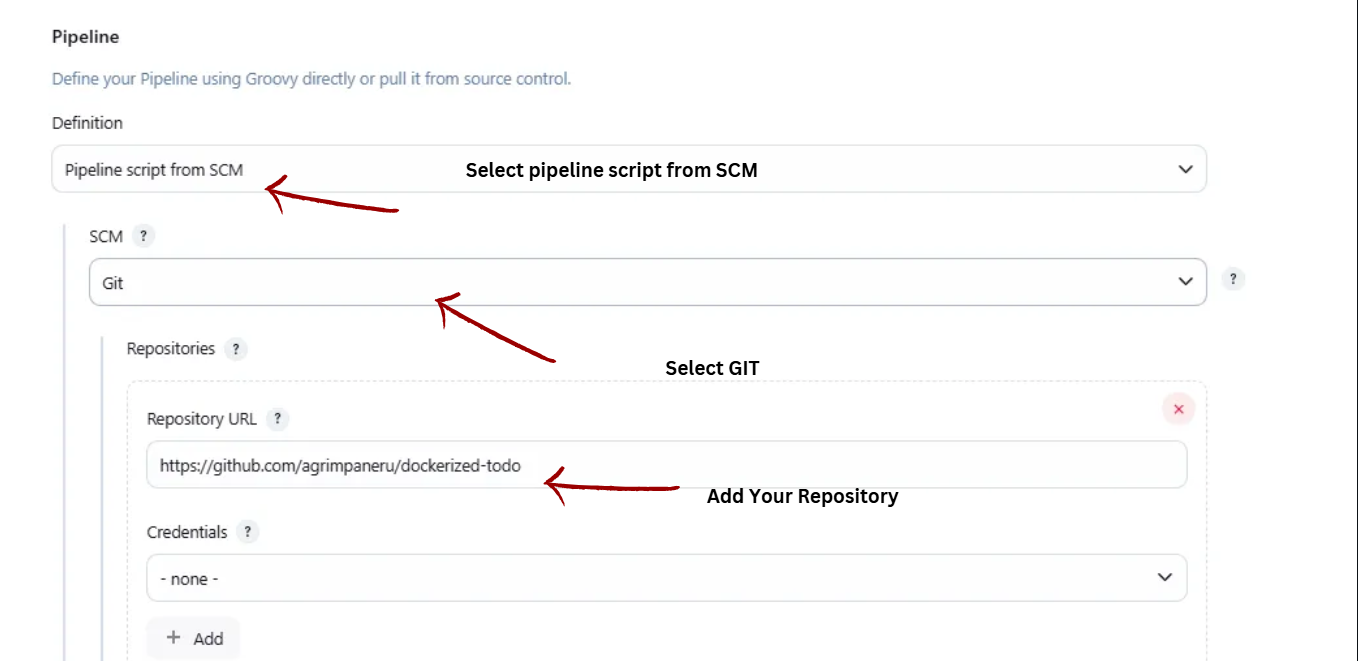 Pipeline
Define your Pipeline using Groovy directly or pull it from source control.
Definition
Pipeline script from SCM
Select pipeline script from SCM
SCM ?
Git
?
Select GIT
Repositories ?
Repository URL ?
https://github.com/agrimpaneru/dockerized-todo
Add Your Repository
Credentials ?
- none -
+ Add